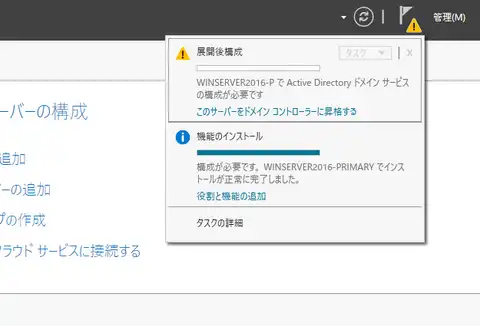 管理(M)
展開後構成
タスク
X
WINSERVER2016-P で Active Directory ドメイン サービス
の構成が必要です
このサーバーをドメイン コントローラーに昇格する
機能のインストール
構成が必要です。WINSERVER2016-PRIMARY でインス
トールが正常に完了しました。
役割と機能の追加
タスクの詳細
ーバーの構成
追加
ーの追加
プの作成
クラウド サービスに接続する